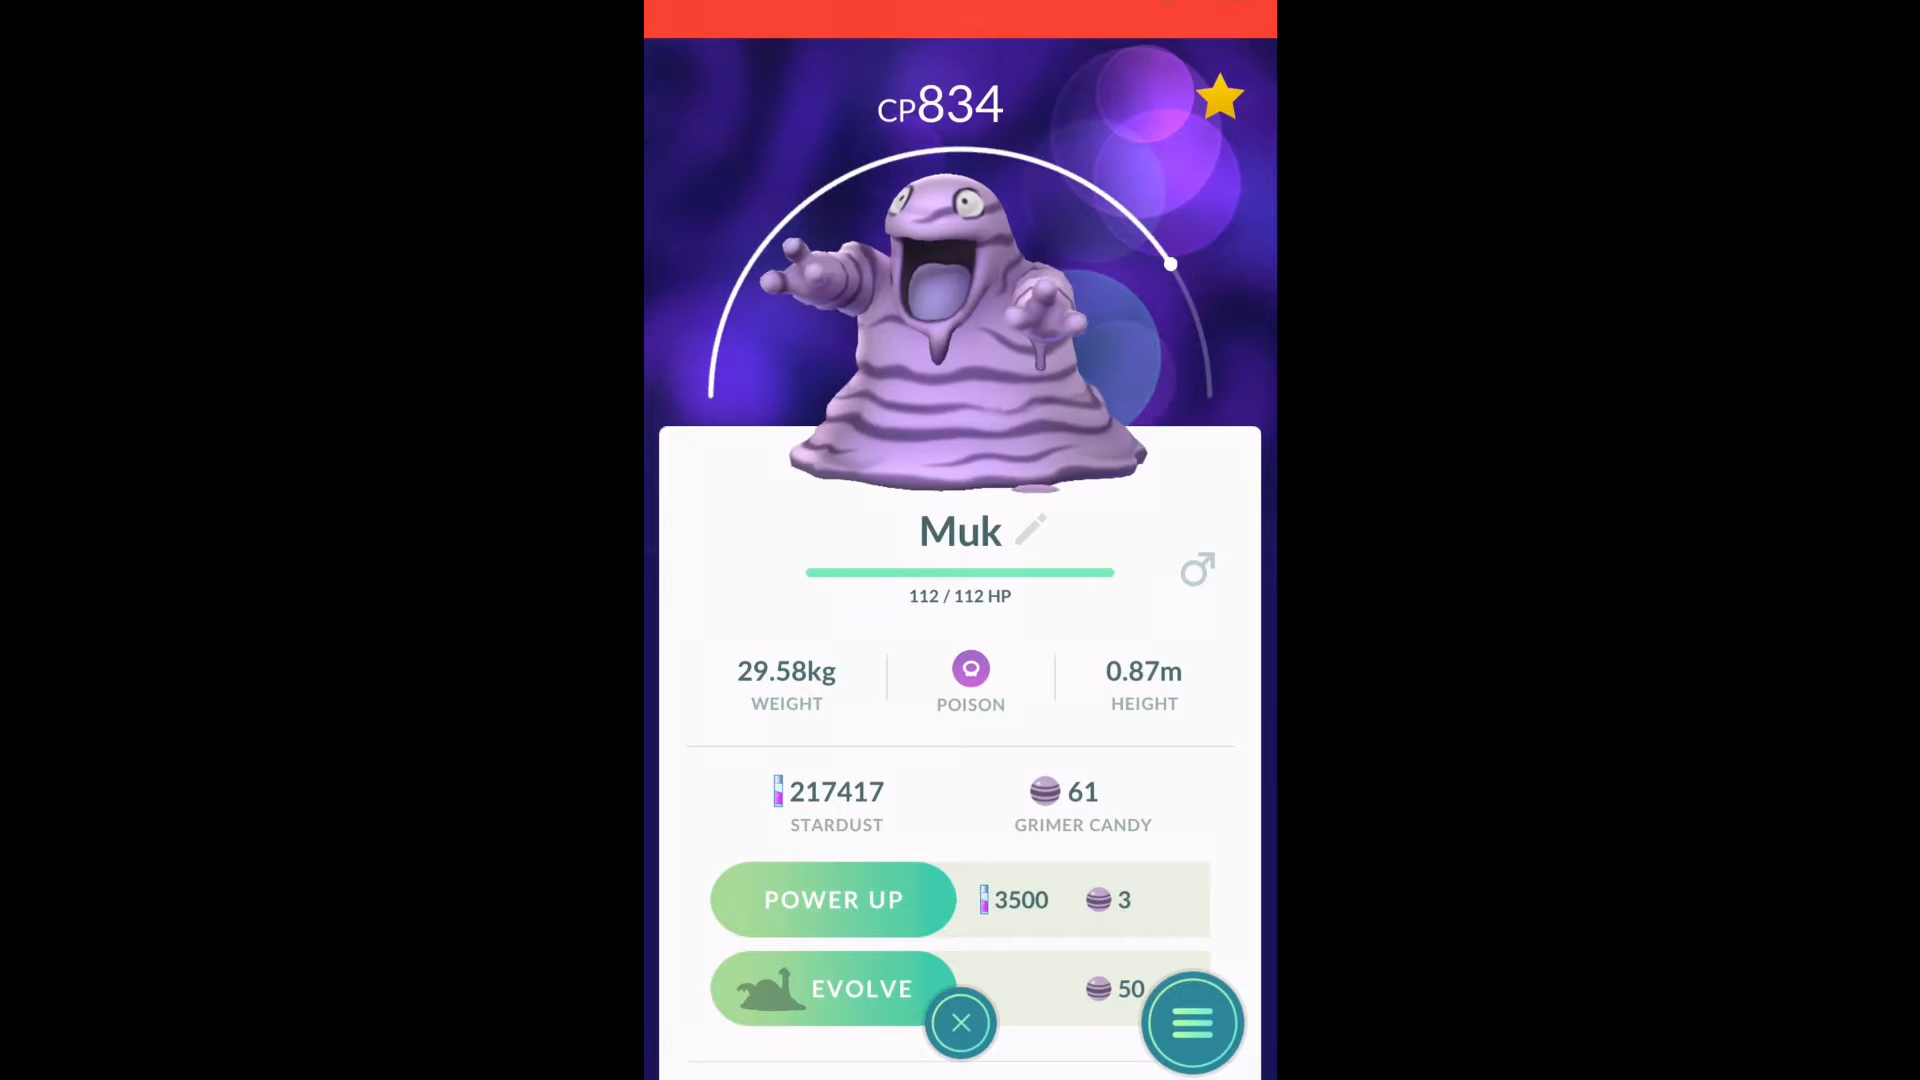 CP834
Muk
112 / 112 HP
29.58kg
WEIGHT
POISON
0.87m
HEIGHT
217417
STARDUST
61
GRIMER CANDY
POWER UP
3500
3
EVOLVE
50